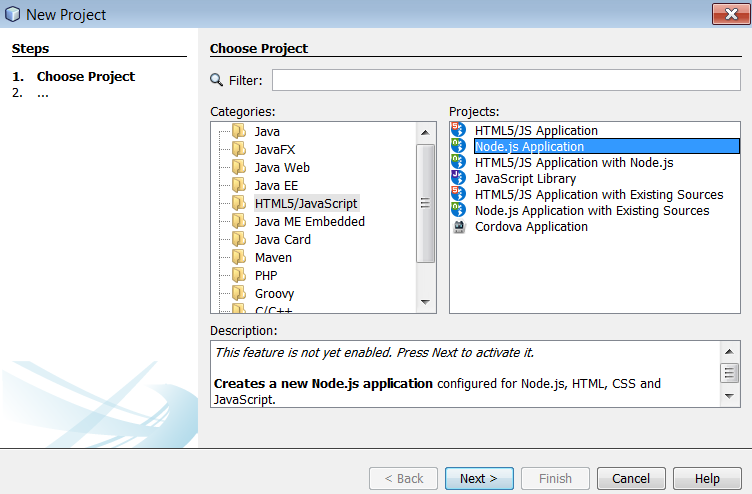 New Project
Steps
1. Choose Project
2. ...
Choose Project
Filter:
Categories:
Java
JavaFX
Java Web
Java EE
HTML5/JavaScript
Java ME Embedded
Java Card
Maven
PHP
Groovy
C/C++
Projects:
HTML5/JS Application
Node.js Application
HTML5/JS Application with Node.js
JavaScript Library
HTML5/JS Application with Existing Sources
Node.js Application with Existing Sources
Cordova Application
Description:
This feature is not yet enabled. Press Next to activate it.
Creates a new Node.js application configured for Node.js, HTML, CSS and
JavaScript.
< Back
Next >
Finish
Cancel
Help